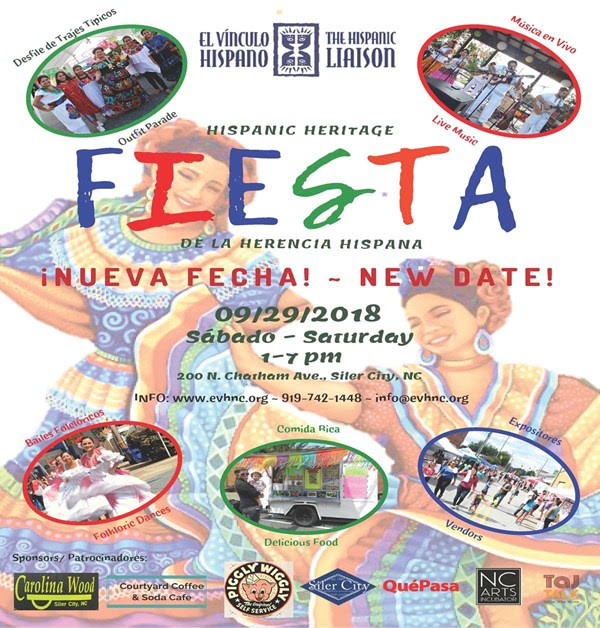 Desfile de Trajes Típicos
Outfit Parade
EL VÍNCULO
HISPANO
THE HISPANIC
LIAISON
Música en Vivo
Live Music
HISPANIC HERITAGE
FIESTA
DE LA HERENCIA HISPANA
¡NUEVA FECHA! ~ NEW DATE!
09/29/2018
Sábado - Saturday
1-7 pm
200 N. Chatham Ave., Siler City, NC
INFO: www.evhnc.org ~ 919-742-1448 ~ info@evhnc.org
Bailes Folklóricos
Folkloric Dances
Comida Rica
Delicious Food
Expositores
Vendors
Sponsors/ Patrocinadores:
Carolina Wood
Siler City, NC
Courtyard Coffee
& Soda Cafe
PIGGLY WIGGLY
The Original
SELF SERVICE
Siler City
QuéPasa
NC
ARTS
INCUBATOR
TAJ